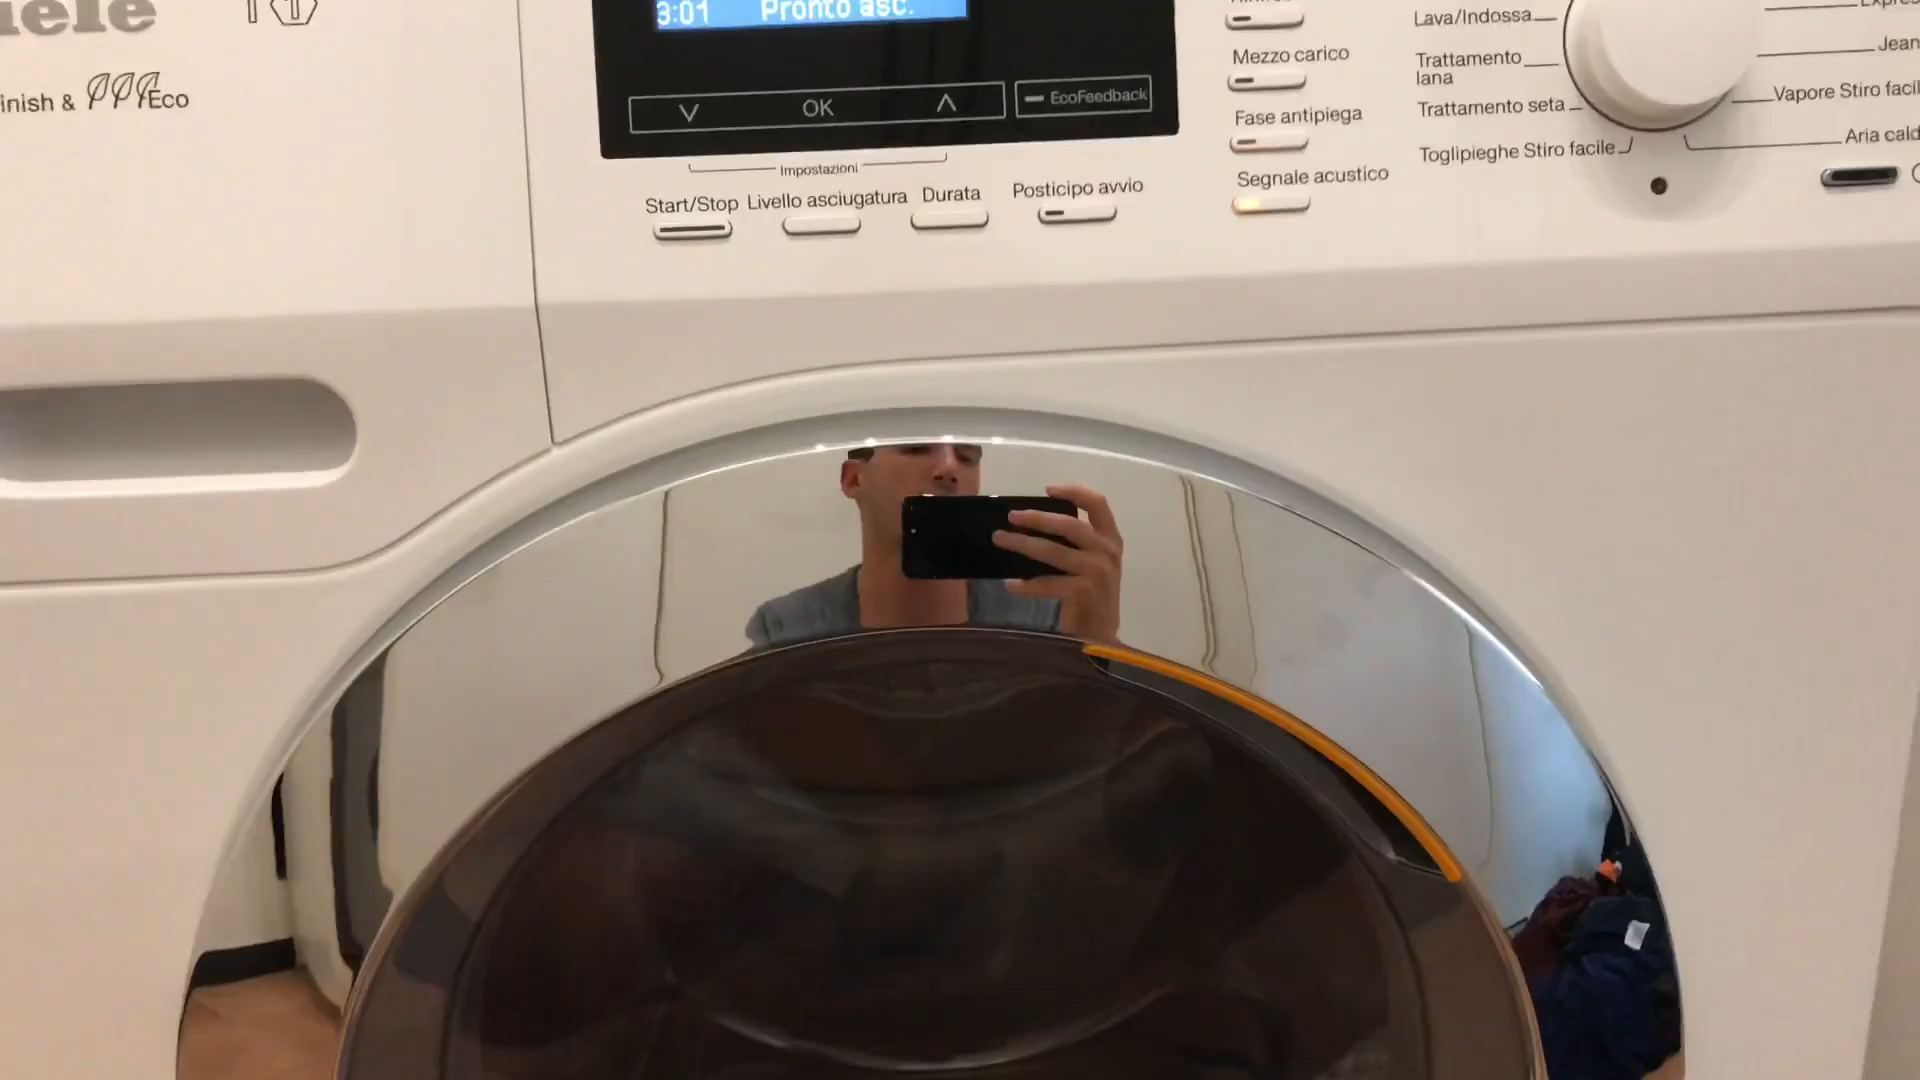 iele
3:01 Pronto asc.
inish & Eco
OK
EcoFeedback
Impostazioni
Start/Stop
Livello asciugatura
Durata
Posticipo avvio
Mezzo carico
Fase antipiega
Segnale acustico
Lava/Indossa
Trattamento
lana
Trattamento seta
Toglipieghe Stiro facile
Jean
Vapore Stiro facil
Aria cald